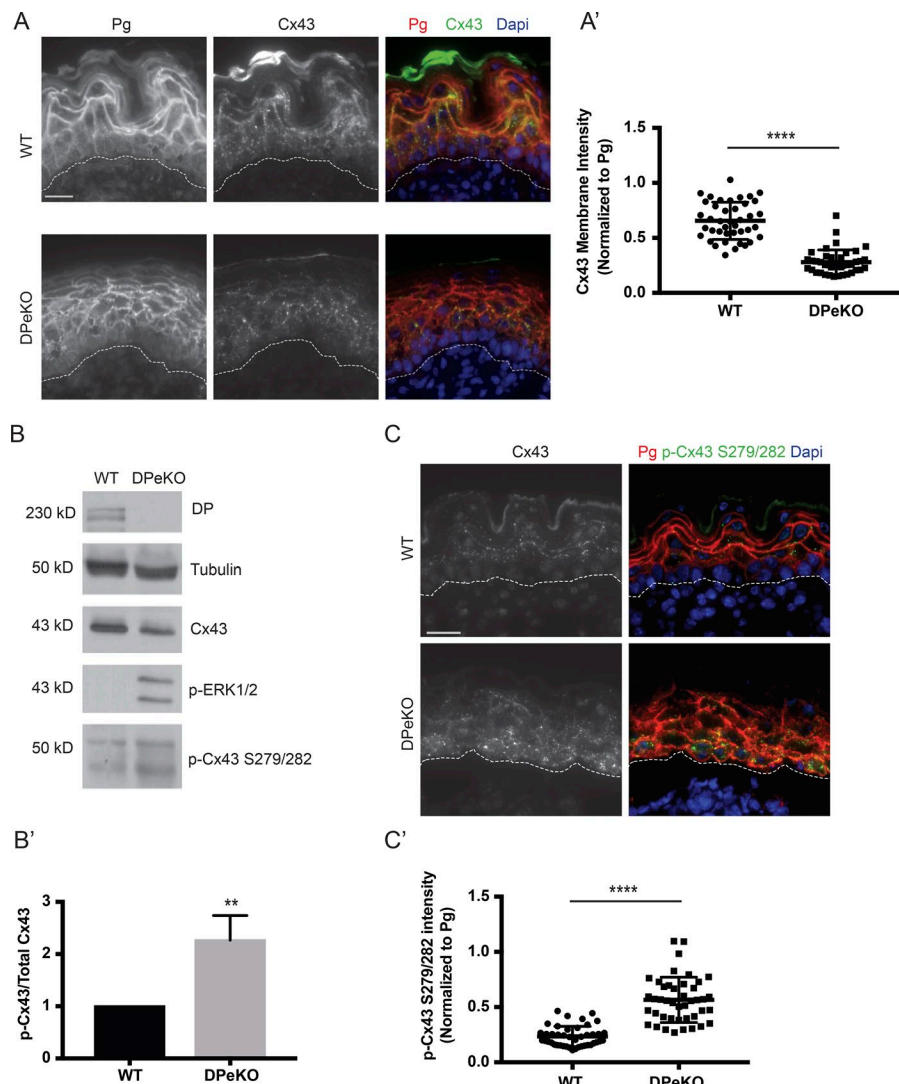 A
Pg
Cx43
Pg Cx43 Dapi
WT
DPeKO
A'
Cx43 Membrane Intensity
(Normalized to Pg)
1.5
1.0
0.5
0.0
****
WT
DPeKO
B
WT DPeKO
230 kD
DP
50 kD
Tubulin
43 kD
Cx43
43 kD
p-ERK1/2
50 kD
p-Cx43 S279/282
C
Cx43
Pg p-Cx43 S279/282 Dapi
WT
DPeKO
B'
p-Cx43/Total Cx43
3
2
1
0
**
WT
DPeKO
C'
p-Cx43 S279/282 intensity
(Normalized to Pg)
1.5
1.0
0.5
0.0
****
WT
DPeKO